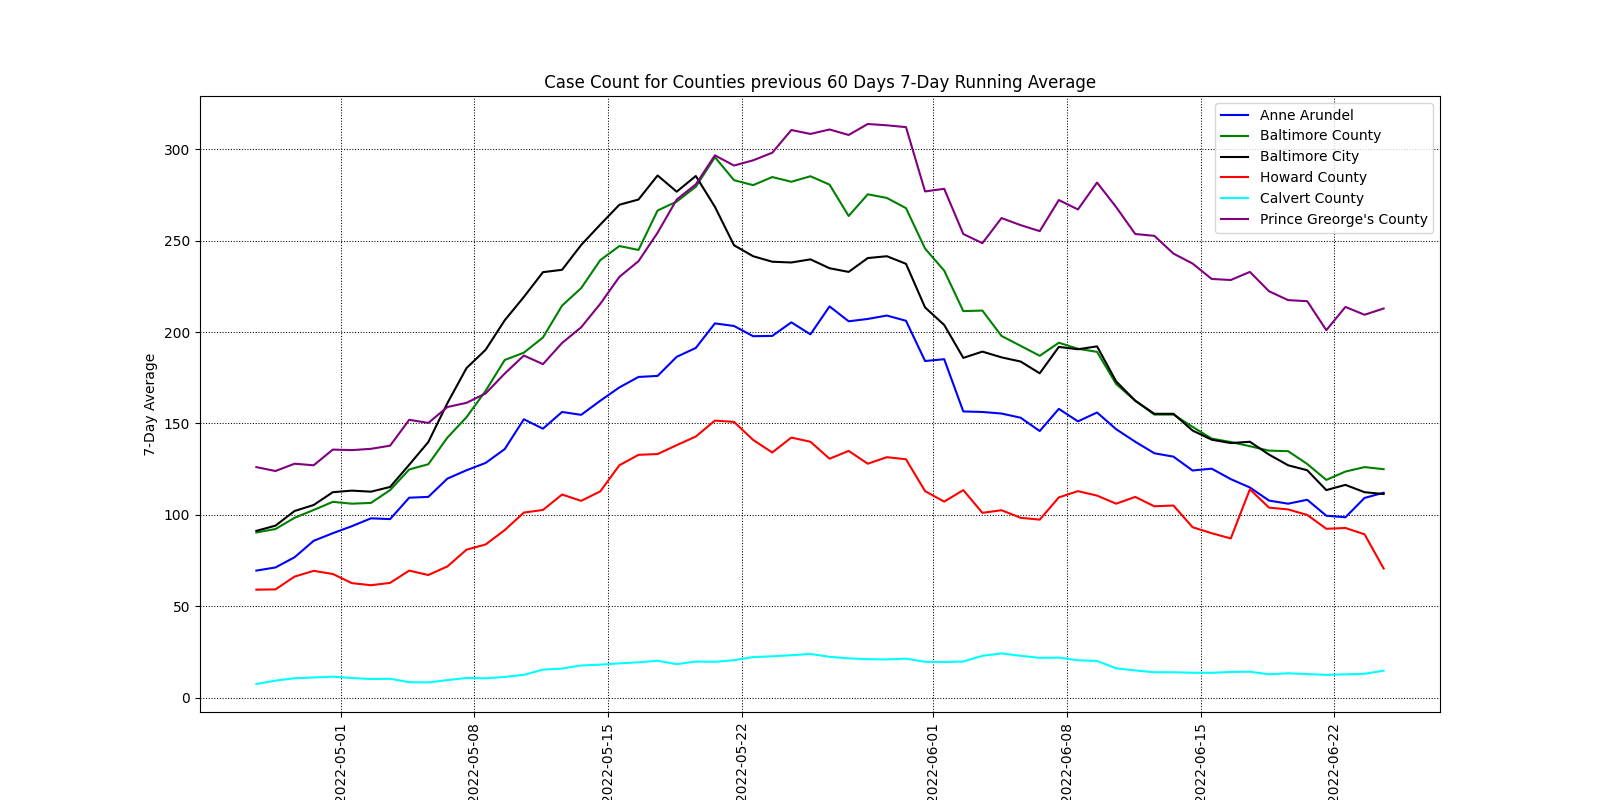 Case Count for Counties previous 60 Days 7-Day Running Average
Anne Arundel
Baltimore County
Baltimore City
Howard County
Calvert County
Prince Greorge's County
7-Day Average
300
250
200
150
100
50
0
2022-05-01
2022-05-08
2022-05-15
2022-05-22
2022-06-01
2022-06-08
2022-06-15
2022-06-22